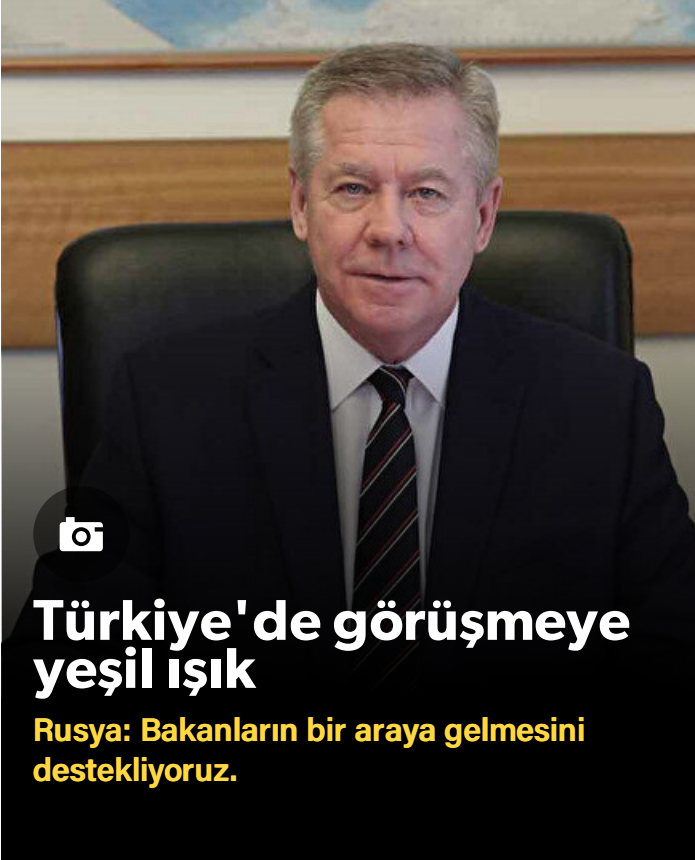 Türkiye'de görüşmeye
yeşil ışık
Rusya: Bakanların bir araya gelmesini
destekliyoruz.